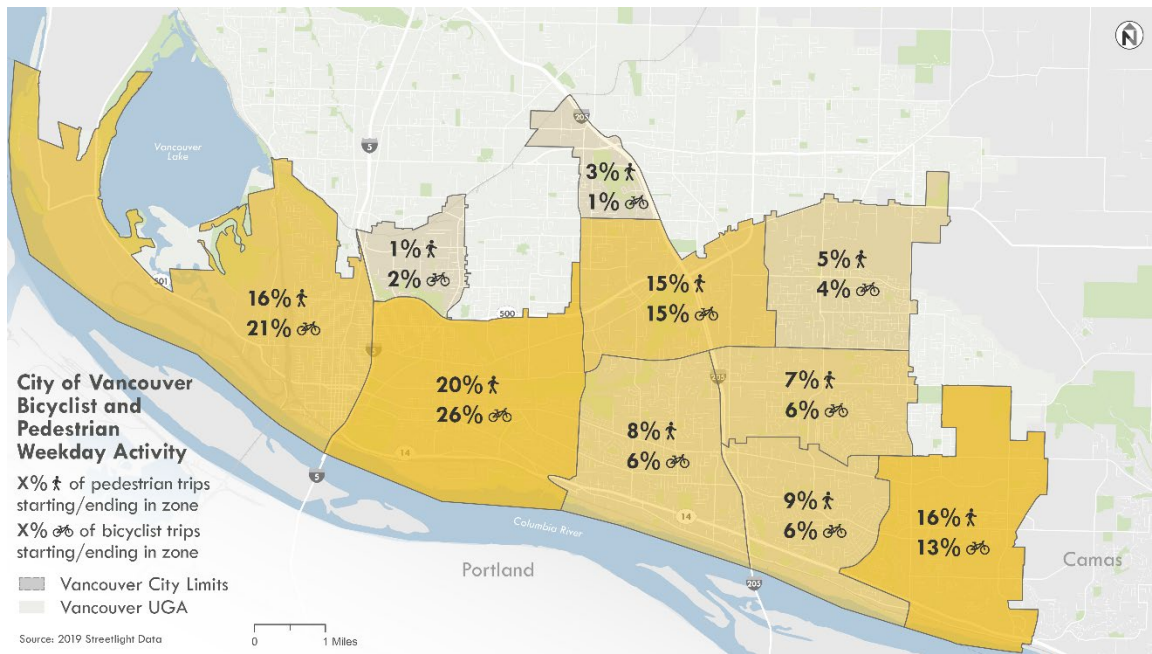 N
205
5
Vancouver
Lake
3%
1%
1%
2%
5%
4%
501
16%
21%
15%
15%
500
5
20%
26%
205
7%
6%
City of Vancouver
Bicyclist and
Pedestrian
Weekday Activity
8%
6%
14
X% of pedestrian trips
starting/ending in zone
5
9%
6%
16%
13%
14
X% of bicyclist trips
starting/ending in zone
Columbia River
Portland
Camas
205
Vancouver City Limits
Vancouver UGA
Source: 2019 Streetlight Data
0 1 Miles